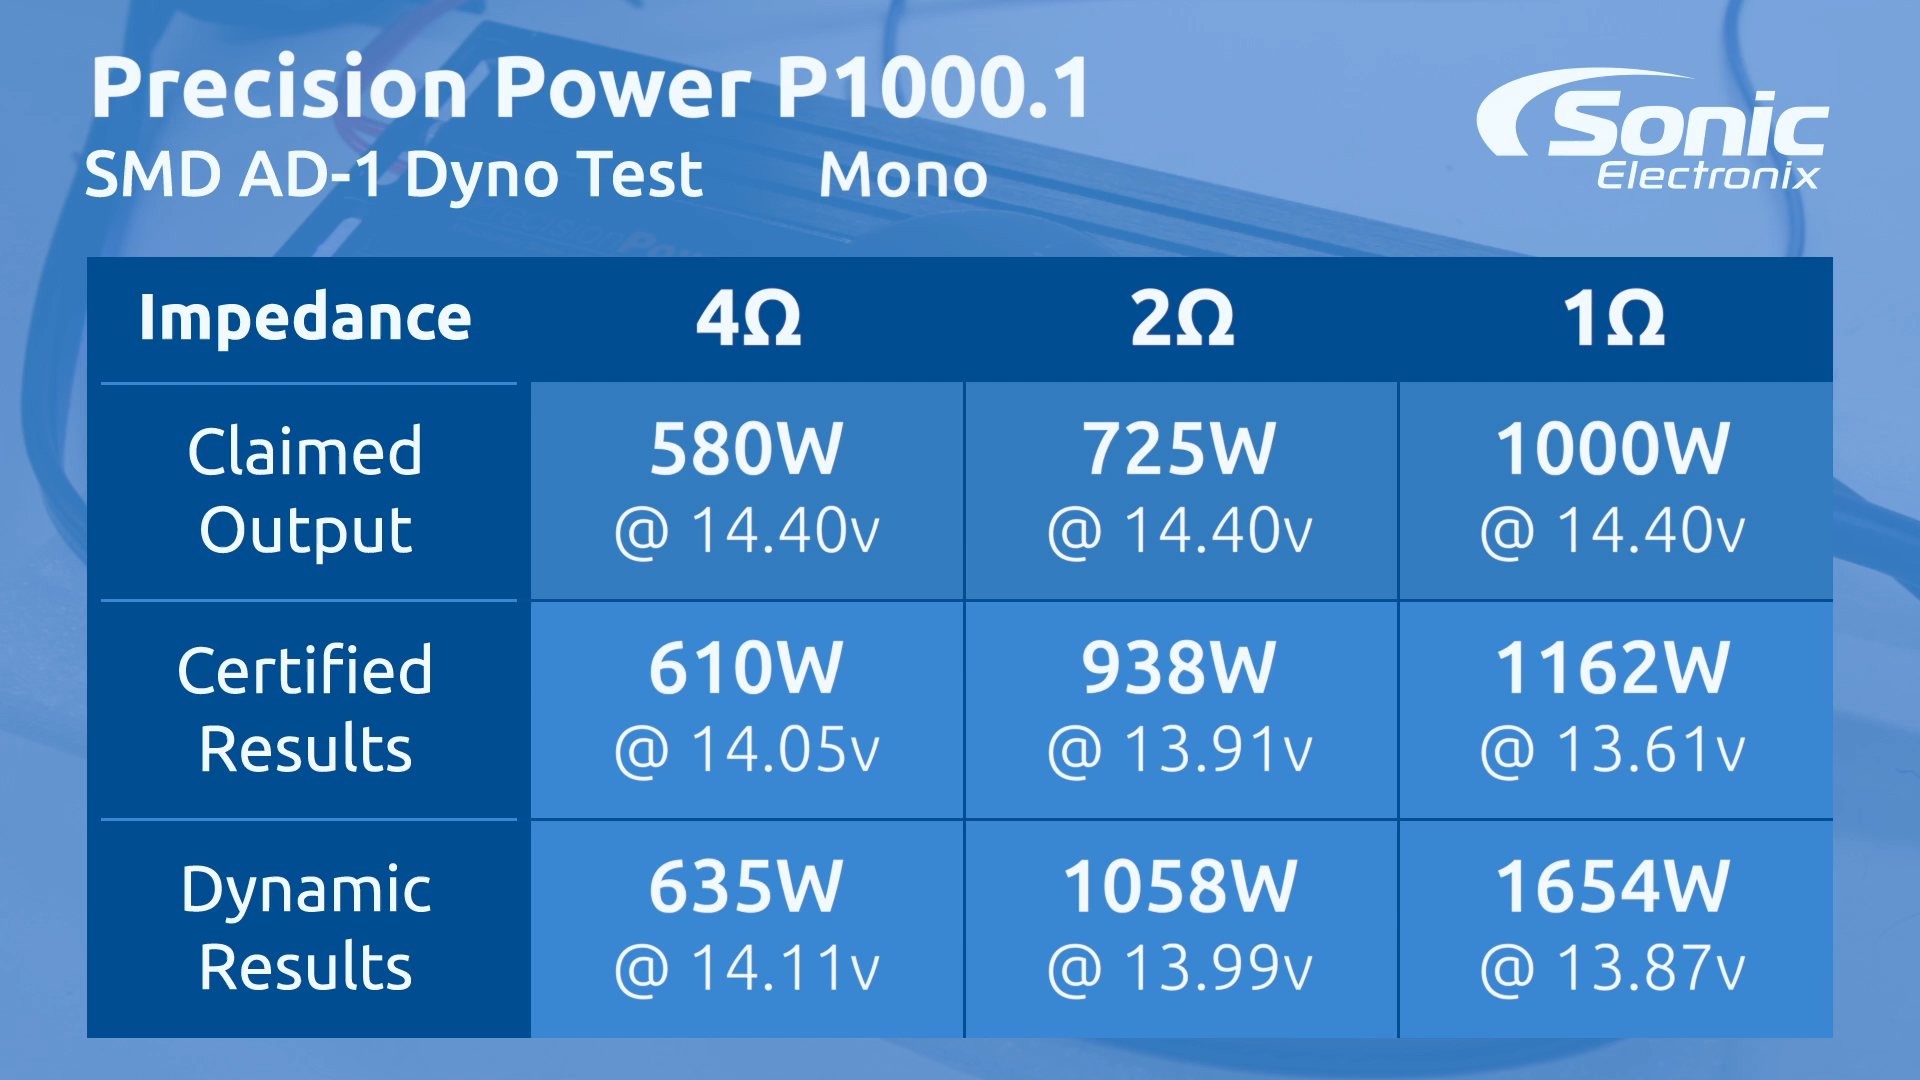 Precision Power P1000.1
SMD AD-1 Dyno Test Mono
Sonic
Electronix
Impedance 4Ω 2Ω 1Ω
Claimed Output 580W @ 14.40v 725W @ 14.40v 1000W @ 14.40v
Certified Results 610W @ 14.05v 938W @ 13.91v 1162W @ 13.61v
Dynamic Results 635W @ 14.11v 1058W @ 13.99v 1654W @ 13.87v